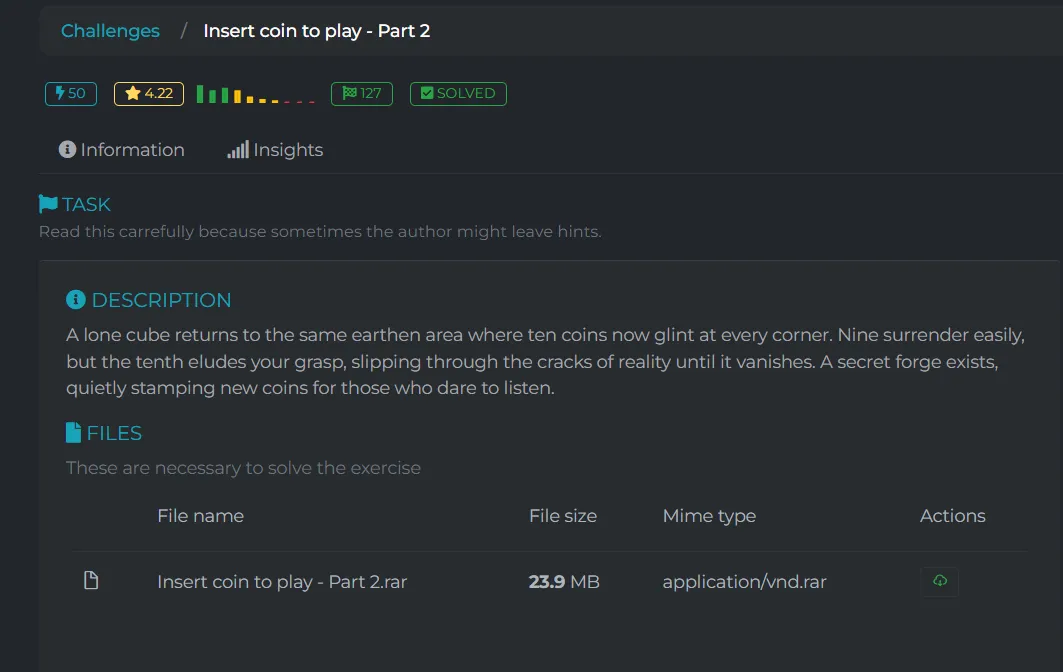 Challenges / Insert coin to play - Part 2
50 4.22 127 SOLVED
Information Insights
TASK
Read this carrefully because sometimes the author might leave hints.
DESCRIPTION
A lone cube returns to the same earthen area where ten coins now glint at every corner. Nine surrender easily,
but the tenth eludes your grasp, slipping through the cracks of reality until it vanishes. A secret forge exists,
quietly stamping new coins for those who dare to listen.
FILES
These are necessary to solve the exercise
File name File size Mime type Actions
Insert coin to play - Part 2.rar 23.9 MB application/vnd.rar